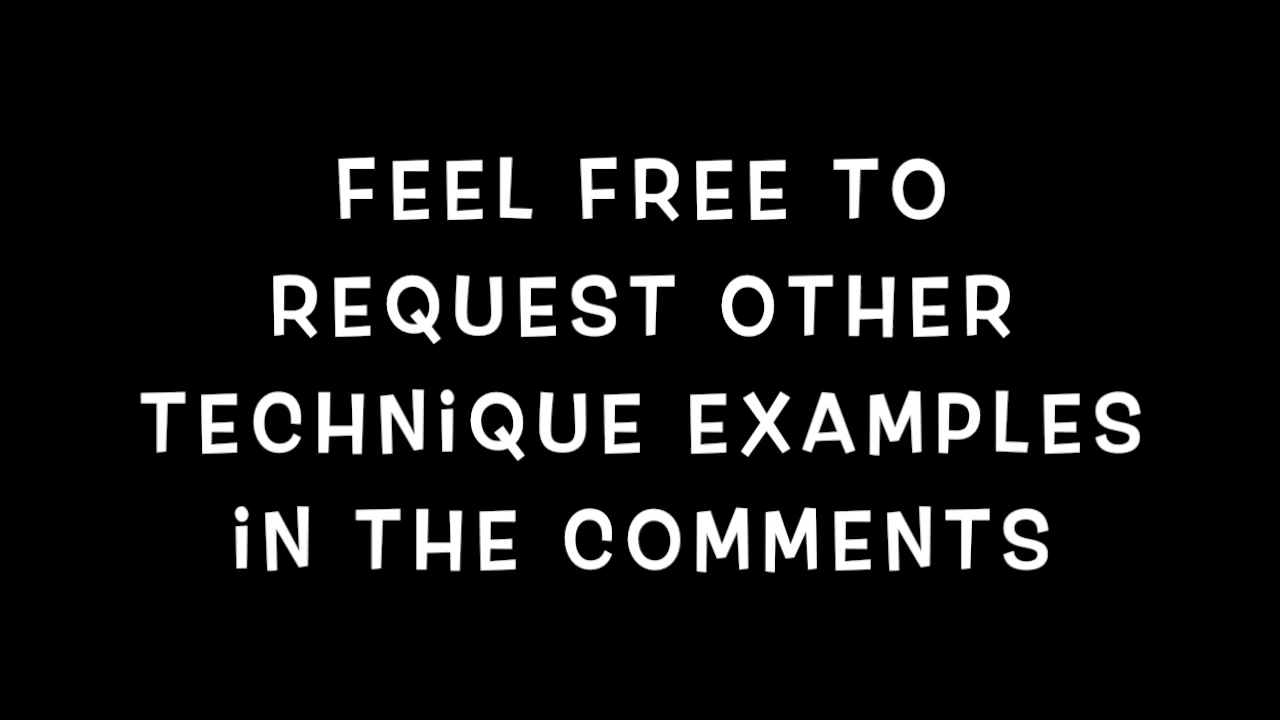 FEEL FREE TO
REQUEST OTHER
TECHNiQUE EXAMPLES
iN THE COMMENTS